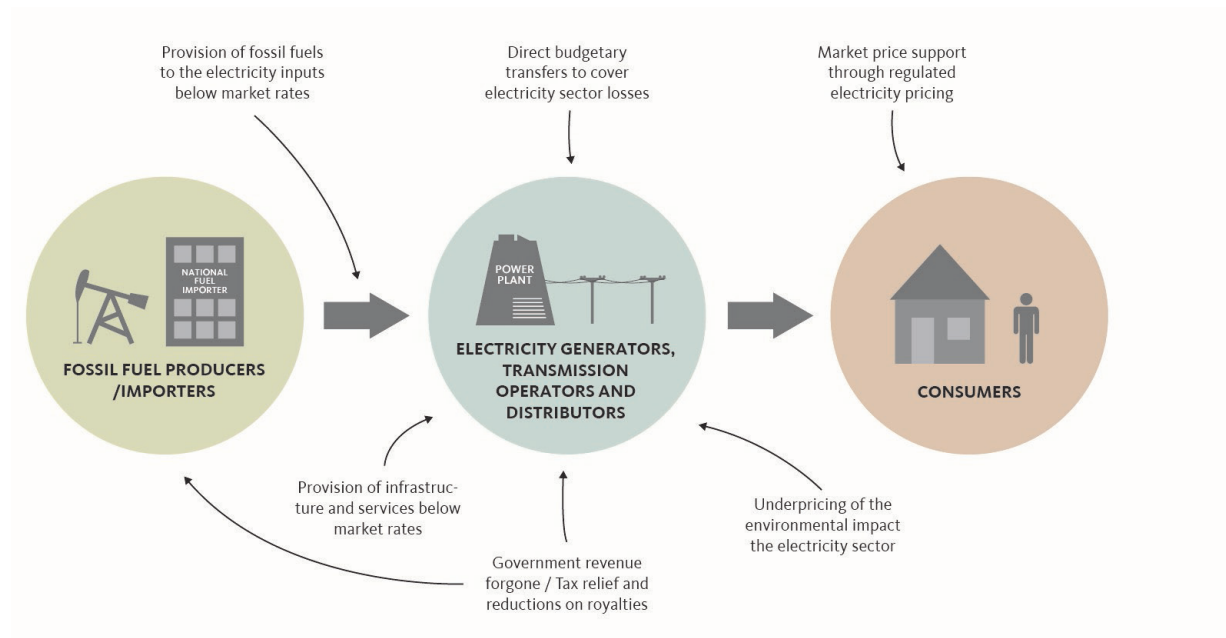 Provision of fossil fuels
to the electricity inputs
below market rates
Direct budgetary
transfers to cover
electricity sector losses
Market price support
through regulated
electricity pricing
NATIONAL
FUEL
IMPORTER
FOSSIL FUEL PRODUCERS
/IMPORTERS
POWER
PLANT
ELECTRICITY GENERATORS,
TRANSMISSION
OPERATORS AND
DISTRIBUTORS
CONSUMERS
Provision of infrastruc-
ture and services below
market rates
Government revenue
forgone / Tax relief and
reductions on royalties
Underpricing of the
environmental impact
the electricity sector